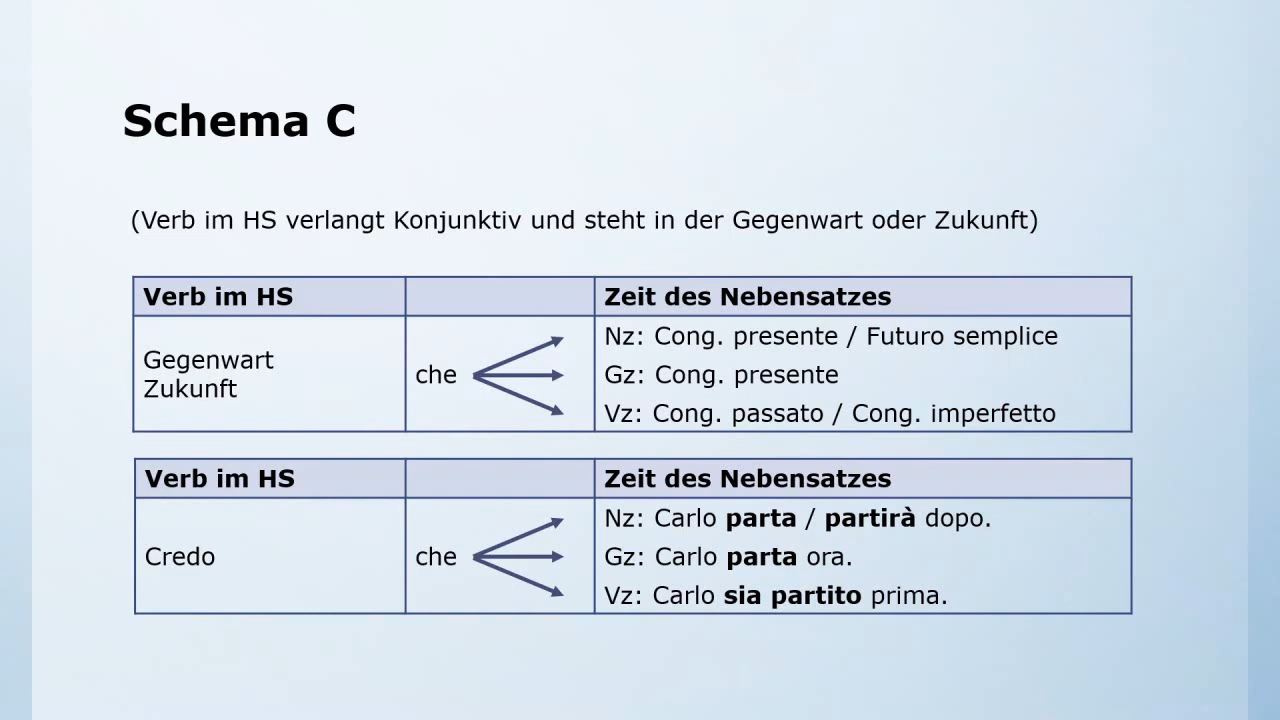 Schema C
(Verb im HS verlangt Konjunktiv und steht in der Gegenwart oder Zukunft)
Verb im HS Zeit des Nebensatzes
Gegenwart
Zukunft
che
Nz: Cong. presente / Futuro semplice
Gz: Cong. presente
Vz: Cong. passato / Cong. imperfetto
Verb im HS Zeit des Nebensatzes
Credo
che
Nz: Carlo parta / partirà dopo.
Gz: Carlo parta ora.
Vz: Carlo sia partito prima.